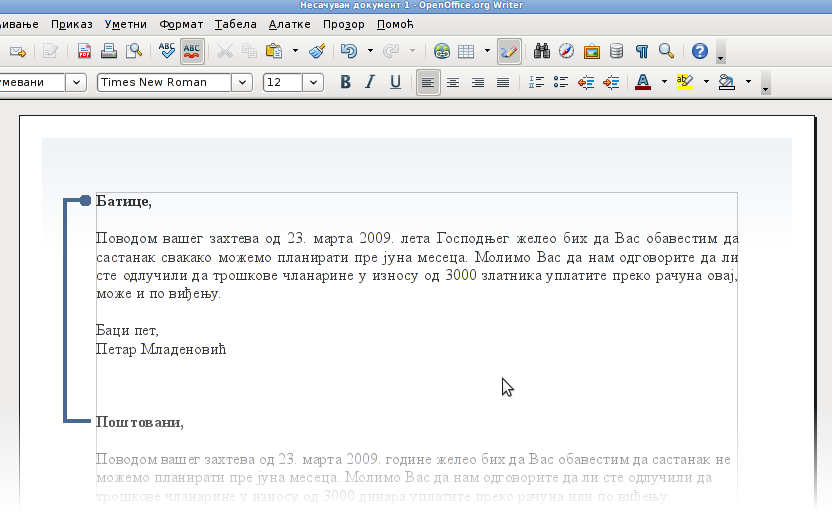 Несачуван документ 1 - OpenOffice.org Writer
Приказ Уметни Формат Табела Алатке Прозор Помоћ
ABC ABC
Times New Roman 12 B I U A ab
Батице,
Поводом вашег захтева од 23. марта 2009. лета Господњег желео бих да Вас обавестим да
састанак свакако можемо планирати пре јуна месеца. Молимо Вас да нам одговорите да ли
сте одлучили да трошкове чланарине у износу од 3000 златника уплатите преко рачуна овај,
може и по виђењу.
Баци пет,
Петар Младеновић
Поштовани,
Поводом вашег захтева од 23. марта 2009. године желео бих да Вас обавестим да састанак не
можемо планирати пре јуна месеца. Молимо Вас да нам одговорите да ли сте одлучили да
трошкове чланарине у износу од 3000 динара уплатите преко рачуна или по виђењу